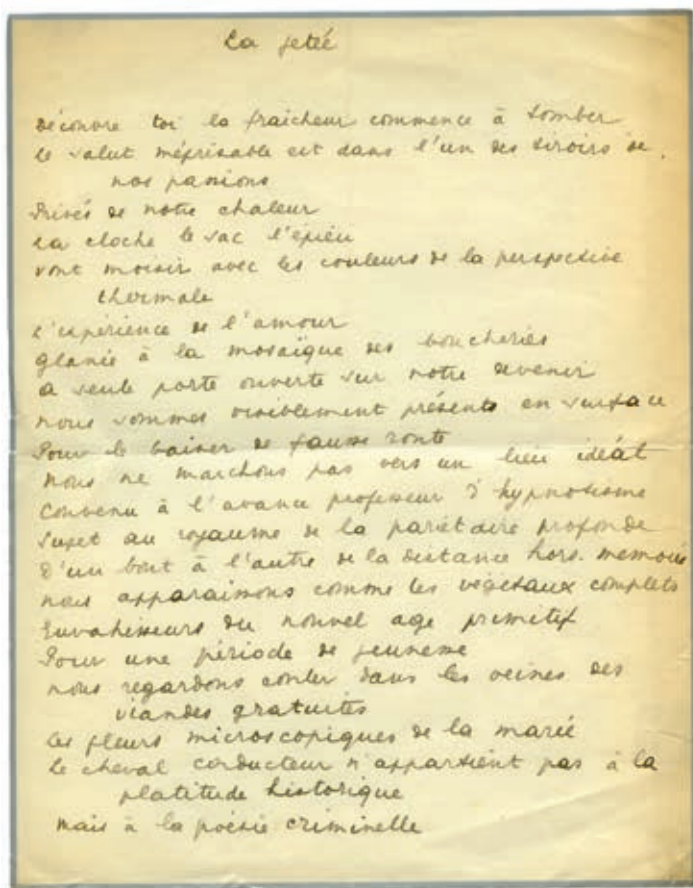 La jeteé
découvre toi la fraîcheur commence à tomber
le salut méprisable est dans l'un des tiroirs de
nos passions
Privés de notre chaleur
la cloche le sac l'épieu
vont moisir avec les couleurs de la perspective
thermale
l'expérience de l'amour
glanée à la mosaïque des boucheries
a seule porte ouverte sur notre devenir
nous sommes visiblement présents en surface
Pour le baiser de fausse route
nous ne marchons pas vers un lieu idéal
convenu à l'avance professeur d'hypnotisme
sujet au royaume de la pariétaire profonde
D'un bout à l'autre de la distance hors-mémoire
nous apparaissons comme les végétaux complets
Envahisseurs du nouvel age primitif
Pour une période de jeunesse
nous regardons couler dans les veines des
viandes gratuites
les fleurs microscopiques de la mareé
le cheval conducteur n'appartient pas à la
platitude historique
mais à la poésie criminelle